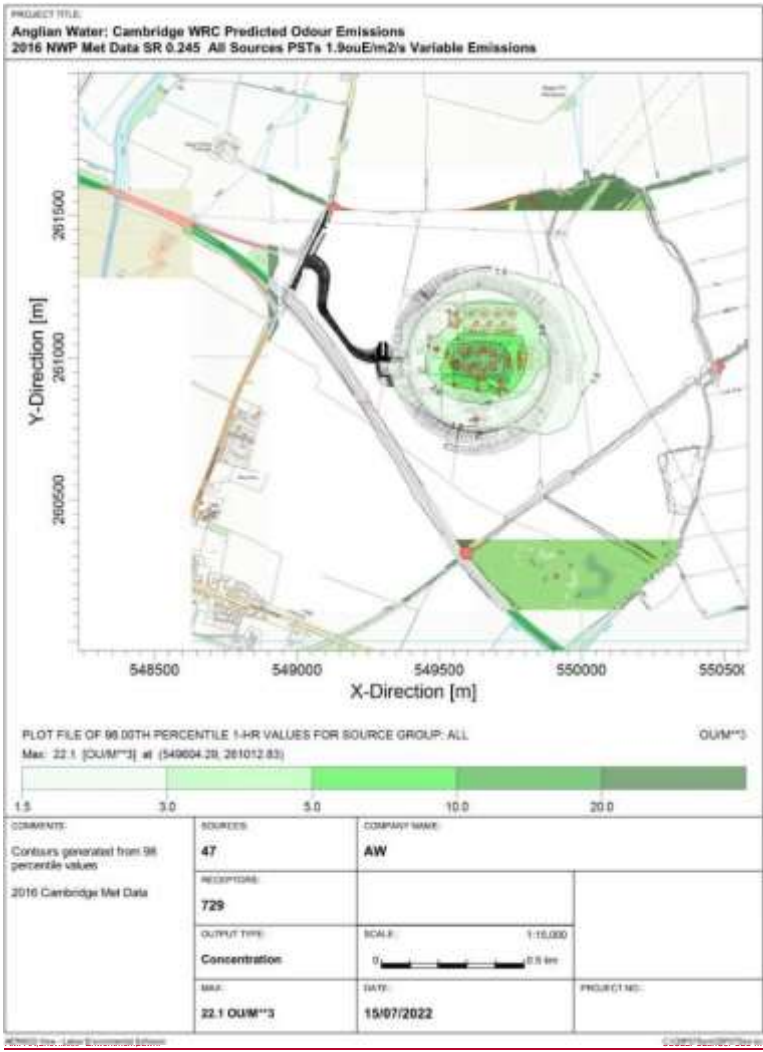 PROJECT TITLE:
Anglian Water: Cambridge WRC Predicted Odour Emissions
2016 NWP Met Data SR 0.245 All Sources PSTs 1.9ouE/m2/s Variable Emissions
Y-Direction [m]
261500
261000
260500
548500 549000 549500 550000 55050
X-Direction [m]
PLOT FILE OF 98.00TH PERCENTILE 1-HR VALUES FOR SOURCE GROUP: ALL OU/M**3
Max: 22.1 [OU/M**3] at (549604.29, 261012.83)
1.5 3.0 5.0 10.0 20.0
COMMENTS:
Contours generated from 98
percentile values
2016 Cambridge Met Data
SOURCES:
47
COMPANY NAME:
AW
RECEPTORS:
729
OUTPUT TYPE:
Concentration
SCALE: 1:15,000
0 0.5 km
MAX:
22.1 OU/M**3
DATE:
15/07/2022
PROJECT NO.: